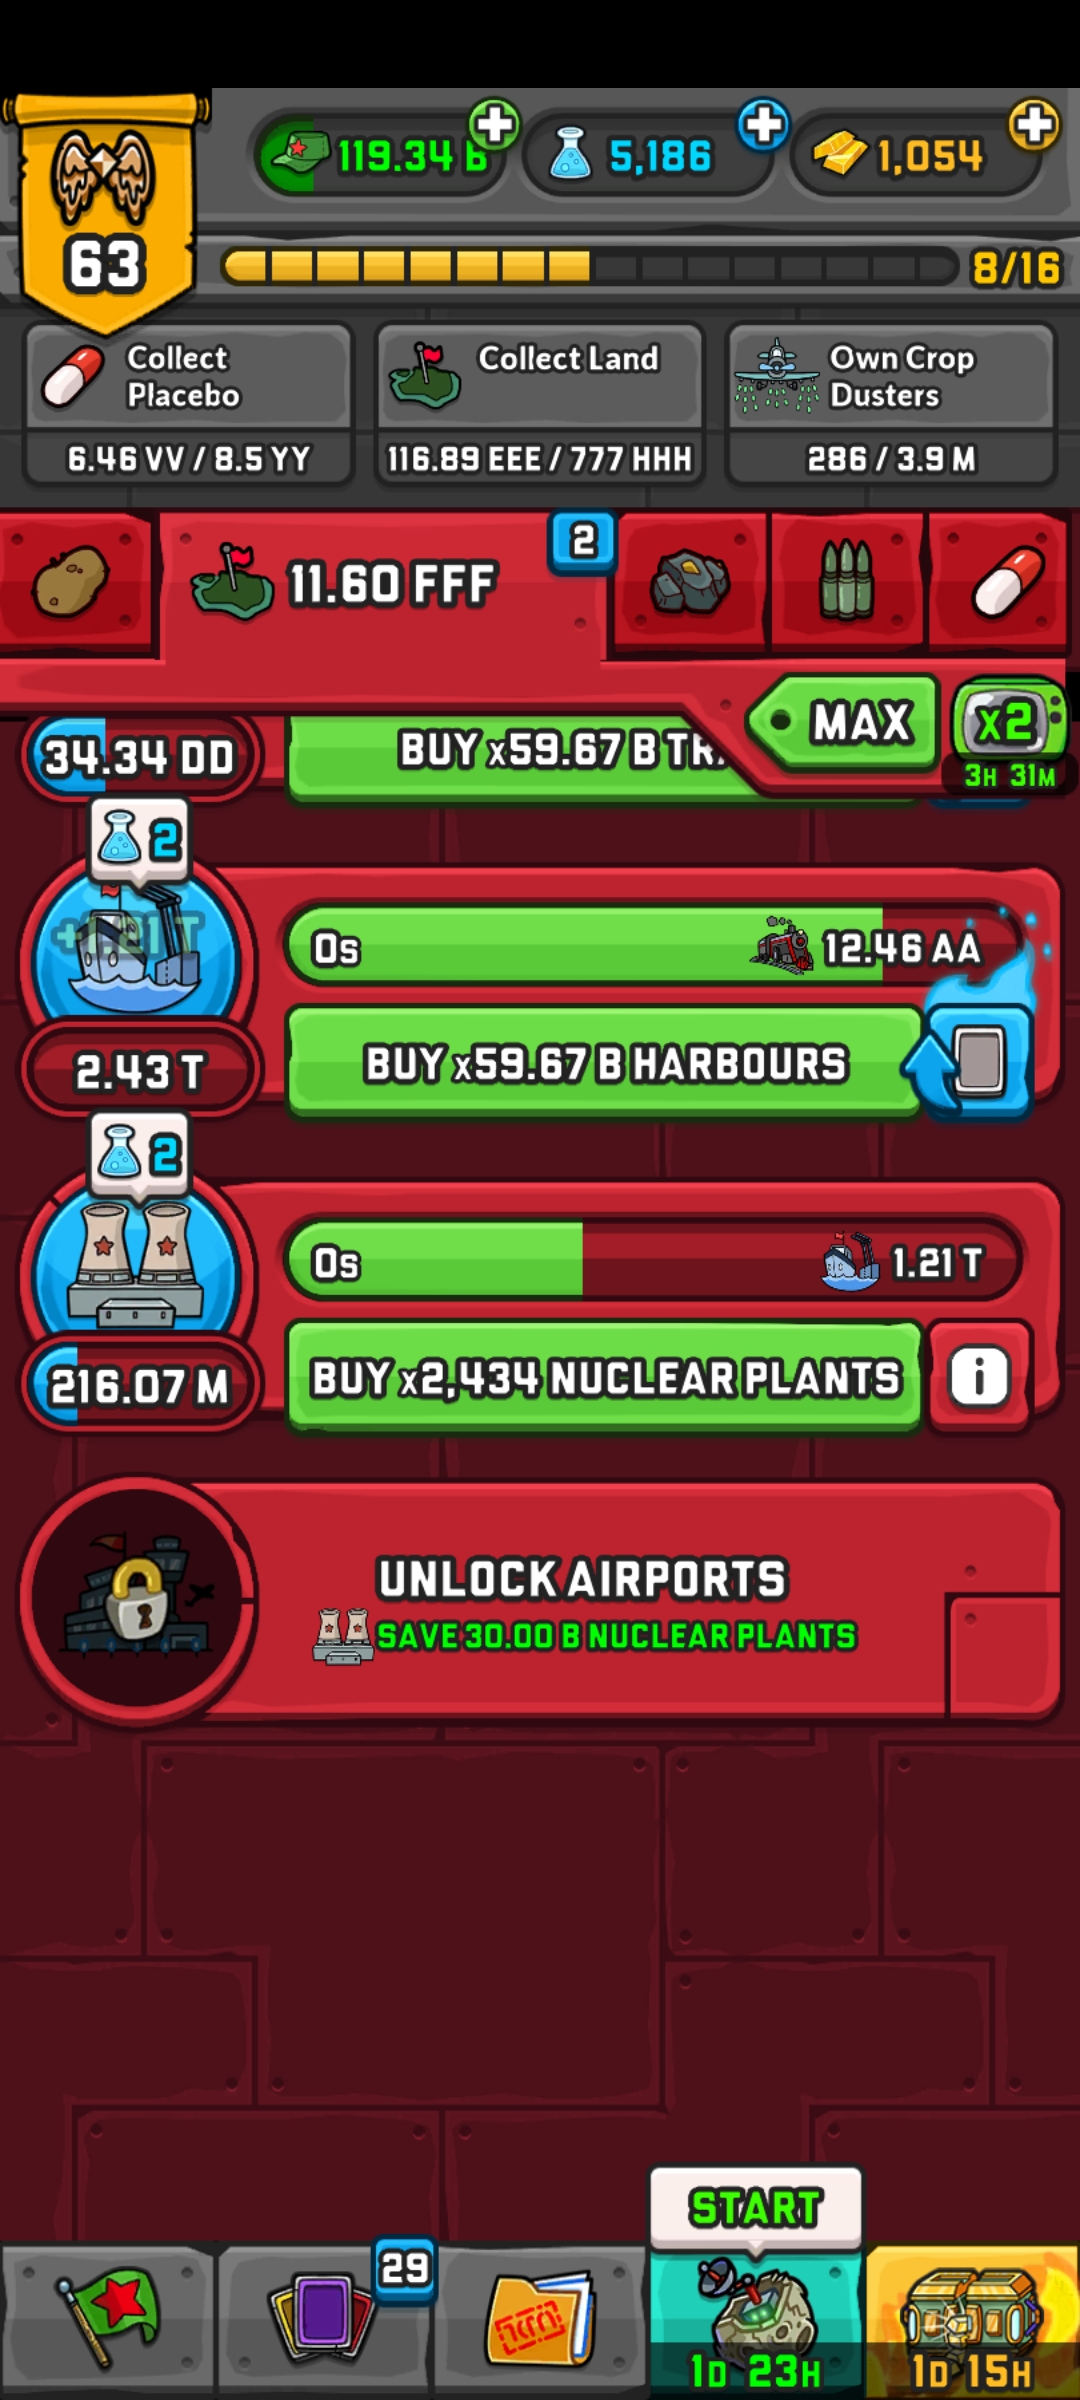 119.34 B
5,186
1,054
63
8/16
Collect
Placebo
6.46 VV / 8.5 YY
Collect Land
116.89 EEE / 777 HHH
Own Crop
Dusters
286 / 3.9 M
11.60 FFF
2
MAX
x2
3H 31M
34.34 DD
BUY x59.67 B
2
+1.21 T
0s
12.46 AA
2.43 T
BUY x59.67 B HARBOURS
2
0s
1.21 T
216.07 M
BUY x2,434 NUCLEAR PLANTS
i
UNLOCK AIRPORTS
SAVE 30.00 B NUCLEAR PLANTS
START
29
1D 23H
1D 15H